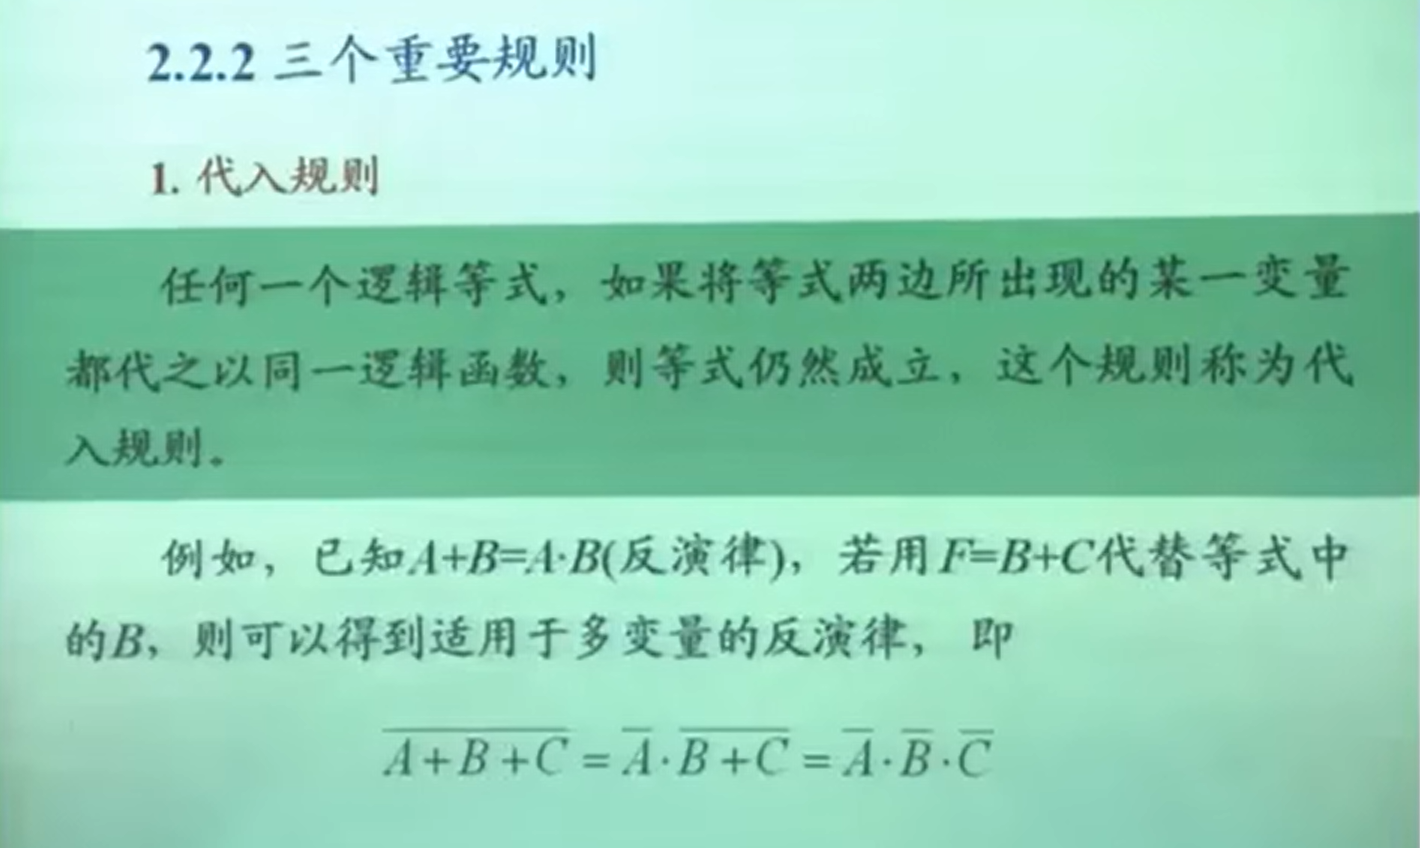 2.2.2 三个重要规则
1. 代入规则
任何一个逻辑等式，如果将等式两边所出现的某一变量
都代之以同一逻辑函数，则等式仍然成立，这个规则称为代
入规则。
例如，已知A+B=A·B(反演律)，若用F=B+C代替等式中
的B，则可以得到适用于多变量的反演律， 即
$\overline{A+B+C}=\overline{A}\cdot\overline{B+C}=\overline{A}\cdot\overline{B}\cdot\overline{C}$